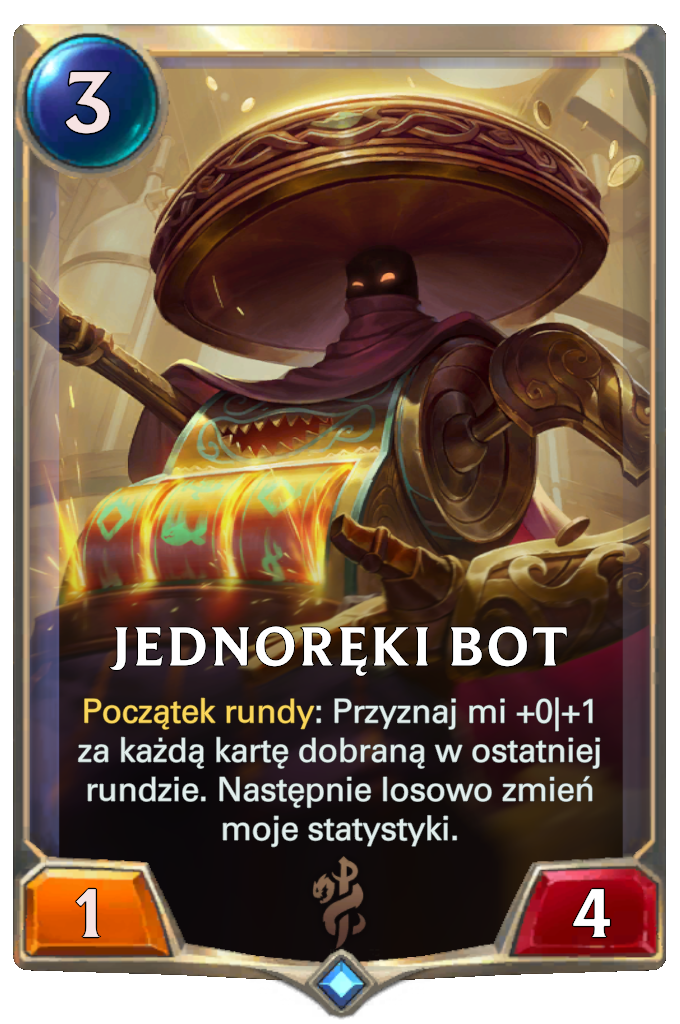 3
JEDNORĘKI BOT
Początek rundy: Przyznaj mi +0|+1
za każdą kartę dobraną w ostatniej
rundzie. Następnie losowo zmień
moje statystyki.
1
4